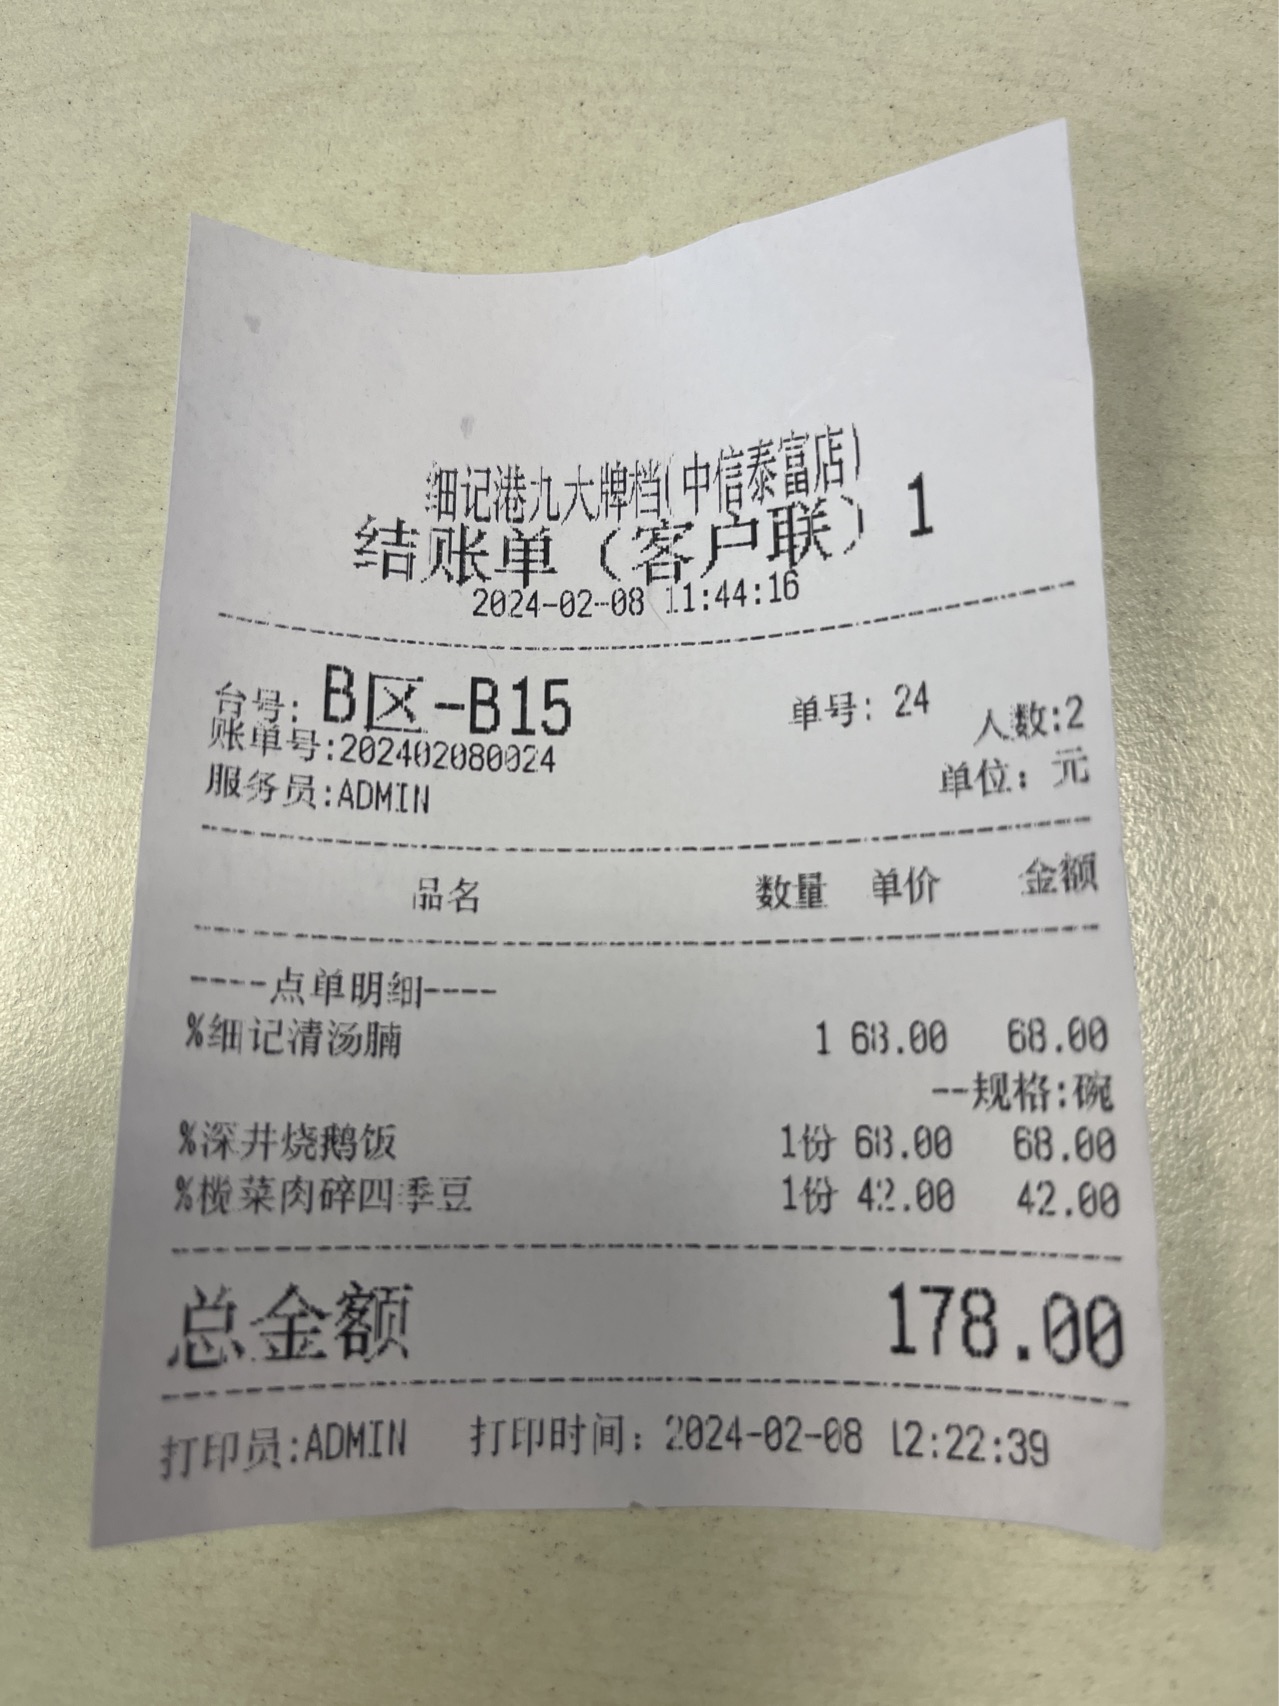 细记港九大牌档(中信泰富店)
结账单（客户联）1
2024-02-08 11:44:16
台号: B区-B15 单号: 24 人数:2
账单号:202402080024 单位: 元
服务员:ADMIN
品名 数量 单价 金额
----点单明细----
%细记清汤腩 1 68.00 68.00
--规格:碗
%深井烧鹅饭 1份 68.00 68.00
%榄菜肉碎四季豆 1份 42.00 42.00
总金额 178.00
打印员:ADMIN 打印时间: 2024-02-08 12:22:39